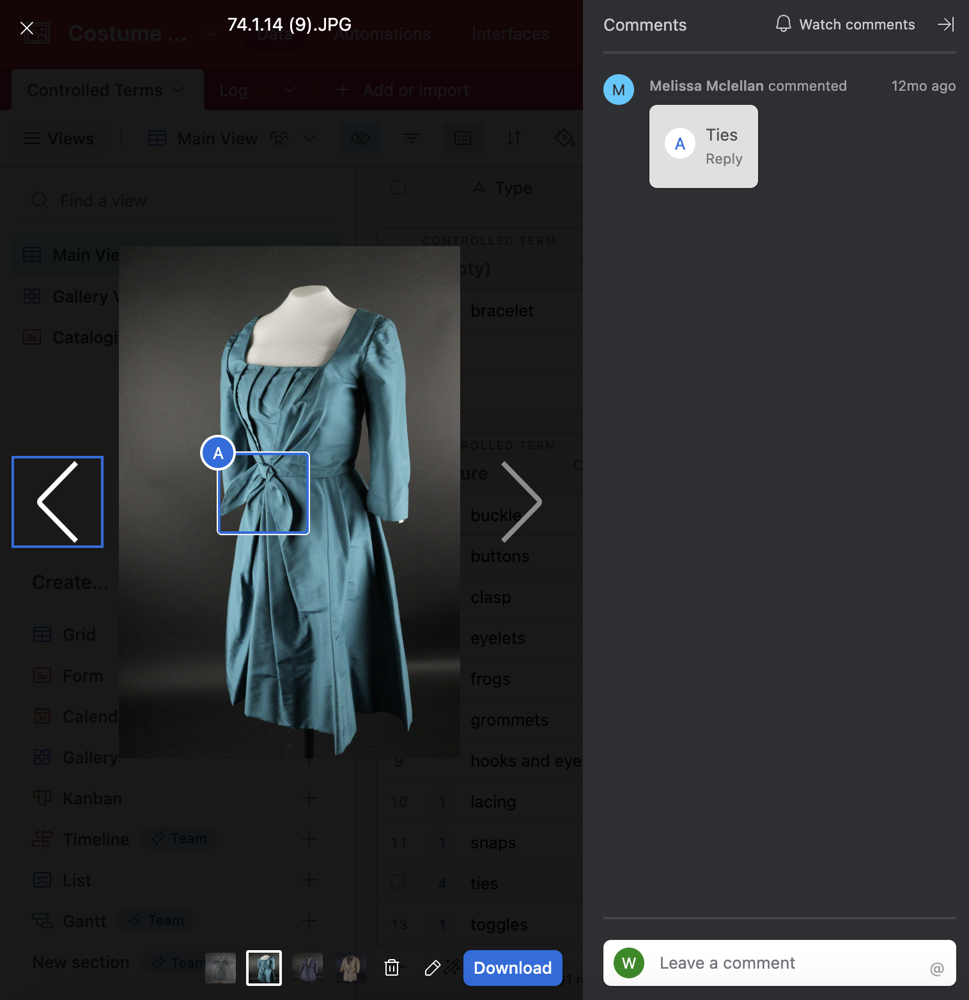 74.1.14 (9).JPG
Costume ...
Data
Automations
Interfaces
Controlled Terms
Log
Add or import
Views
Main View
Find a view
Type
Main Vie
Gallery V
Catalogi
CONTROLLED TERM
pty)
bracelet
ROLLED TERM
ure
C
buckle
buttons
clasp
eyelets
frogs
grommets
9
hooks and eye
10 1 lacing
11 1 snaps
4 ties
13 1 toggles
A
Create...
Grid
Form
Calend
31
Gallery
Kanban
Timeline
Team
List
Gantt
Team
New section
Team
Download
Comments
Watch comments
M
Melissa Mclellan commented
12mo ago
A
Ties
Reply
W
Leave a comment
@